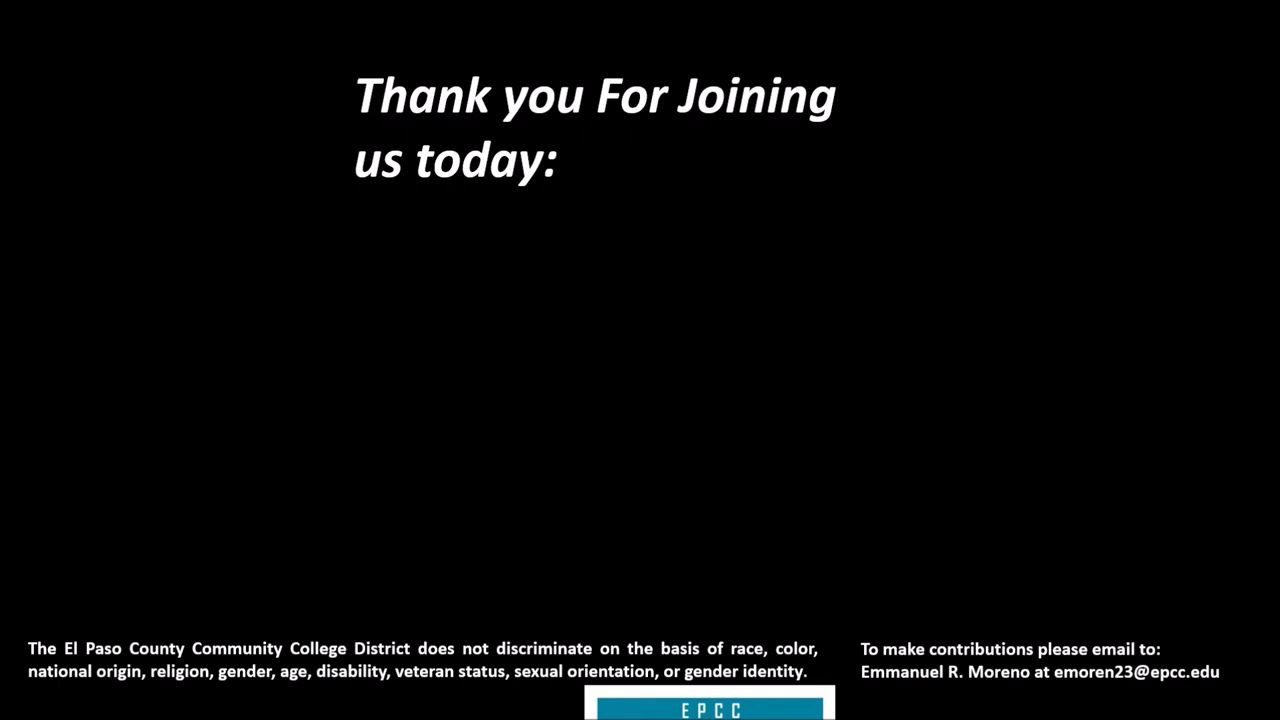 Thank you For Joining
us today:
The El Paso County Community College District does not discriminate on the basis of race, color,
national origin, religion, gender, age, disability, veteran status, sexual orientation, or gender identity.
To make contributions please email to:
Emmanuel R. Moreno at emoren23@epcc.edu
EPCC